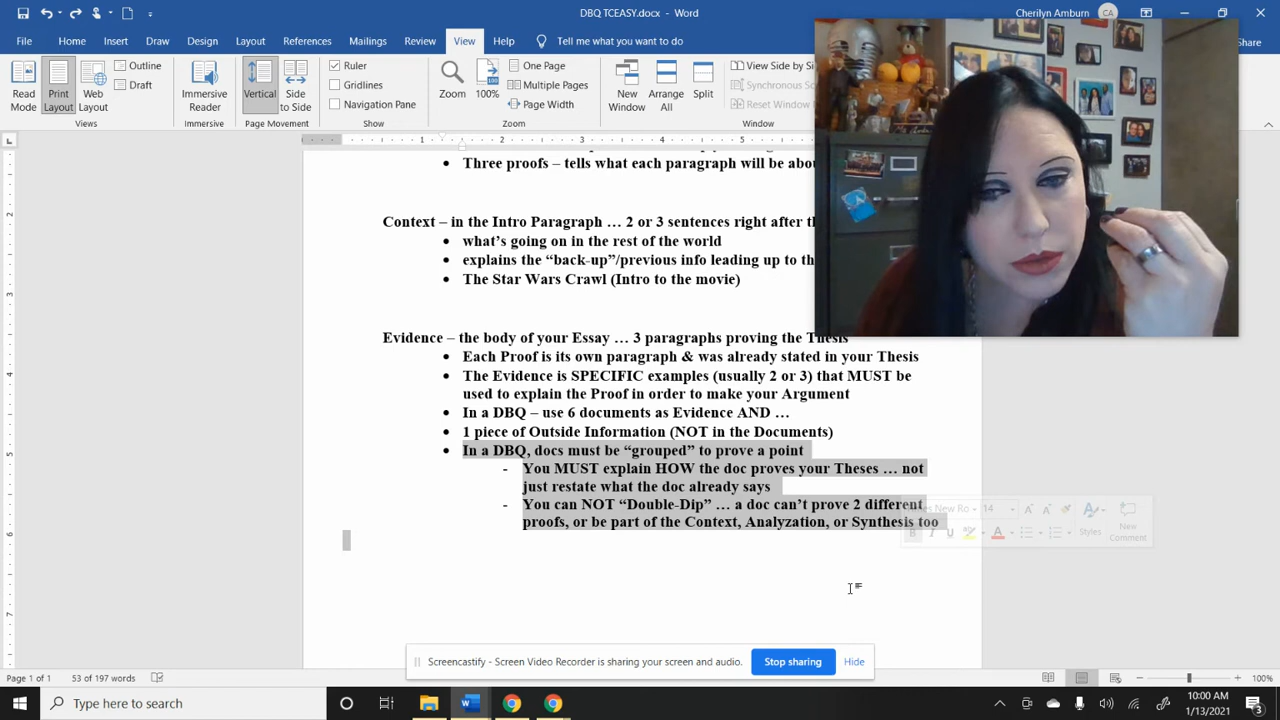 DBQ TCEASY.docx - Word
Cherilyn Hedlund
CA
File Home Insert Draw Design Layout References Mailings Review View Help Tell me what you want to do Share
Read Mode
Print Layout
Web Layout
Outline
Draft
Views
Immersive Reader
Immersive
Vertical
Side to Side
Page Movement
Ruler
Gridlines
Navigation Pane
Show
Zoom
100%
One Page
Multiple Pages
Page Width
Zoom
New Window
Arrange All
Split
View Side by Si
Synchronous Sc
Reset Window
Window
Three proofs – tells what each paragraph will be abou
Context – in the Intro Paragraph … 2 or 3 sentences right after th
what’s going on in the rest of the world
explains the “back-up”/previous info leading up to th
The Star Wars Crawl (Intro to the movie)
Evidence – the body of your Essay … 3 paragraphs proving the Thesis
Each Proof is its own paragraph & was already stated in your Thesis
The Evidence is SPECIFIC examples (usually 2 or 3) that MUST be
used to explain the Proof in order to make your Argument
In a DBQ – use 6 documents as Evidence AND …
1 piece of Outside Information (NOT in the Documents)
In a DBQ, docs must be “grouped” to prove a point
- You MUST explain HOW the doc proves your Theses … not
just restate what the doc already says
- You can NOT “Double-Dip” … a doc can’t prove 2 different
proofs, or be part of the Context, Analyzation, or Synthesis too
14
Styles
New Comment
Screencastify - Screen Video Recorder is sharing your screen and audio.
Stop sharing
Hide
Page 1 of 1
53 of 197 words
100%
Type here to search
10:00 AM
1/13/2021